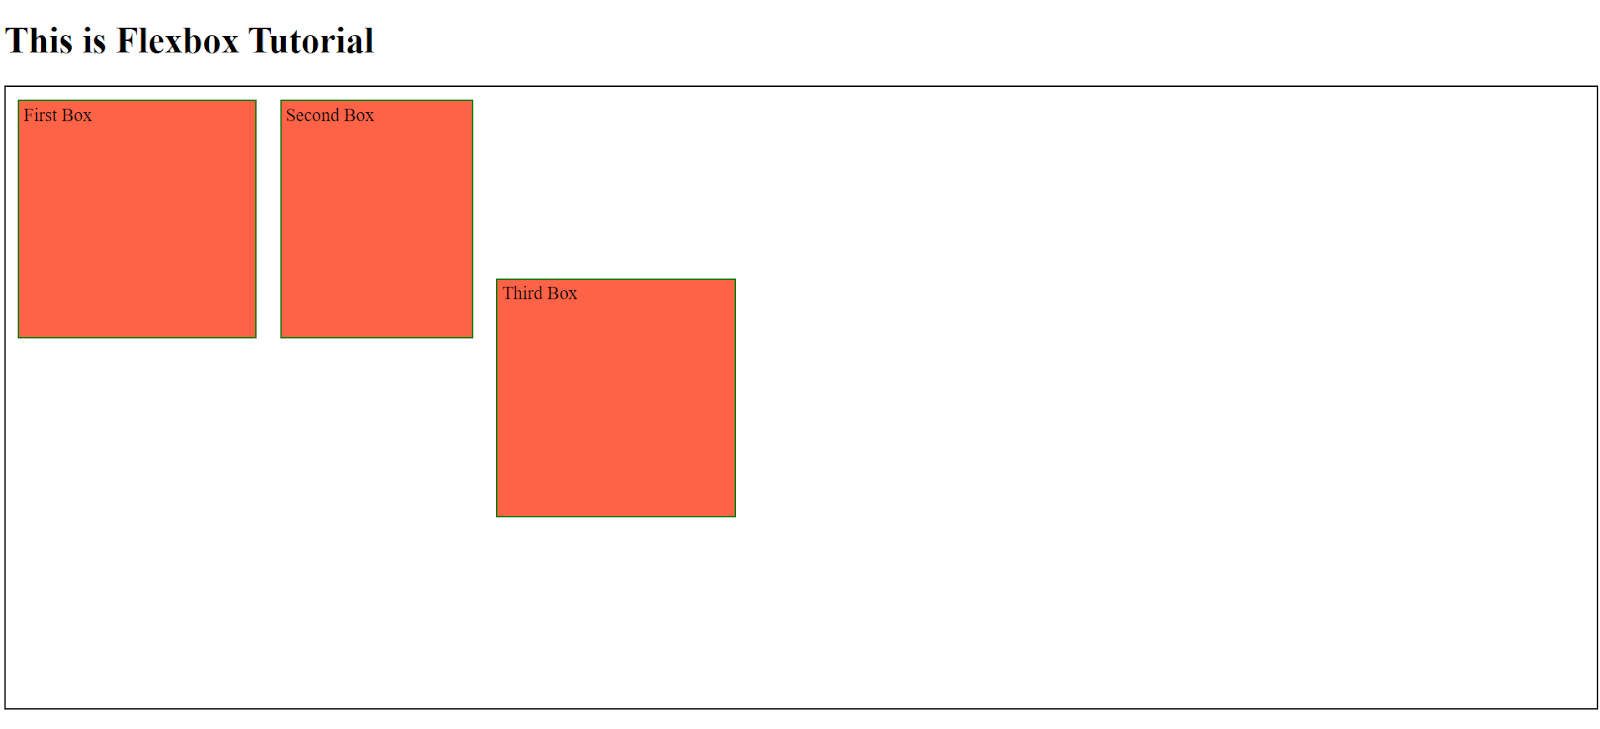 This is Flexbox Tutorial
First Box
Second Box
Third Box